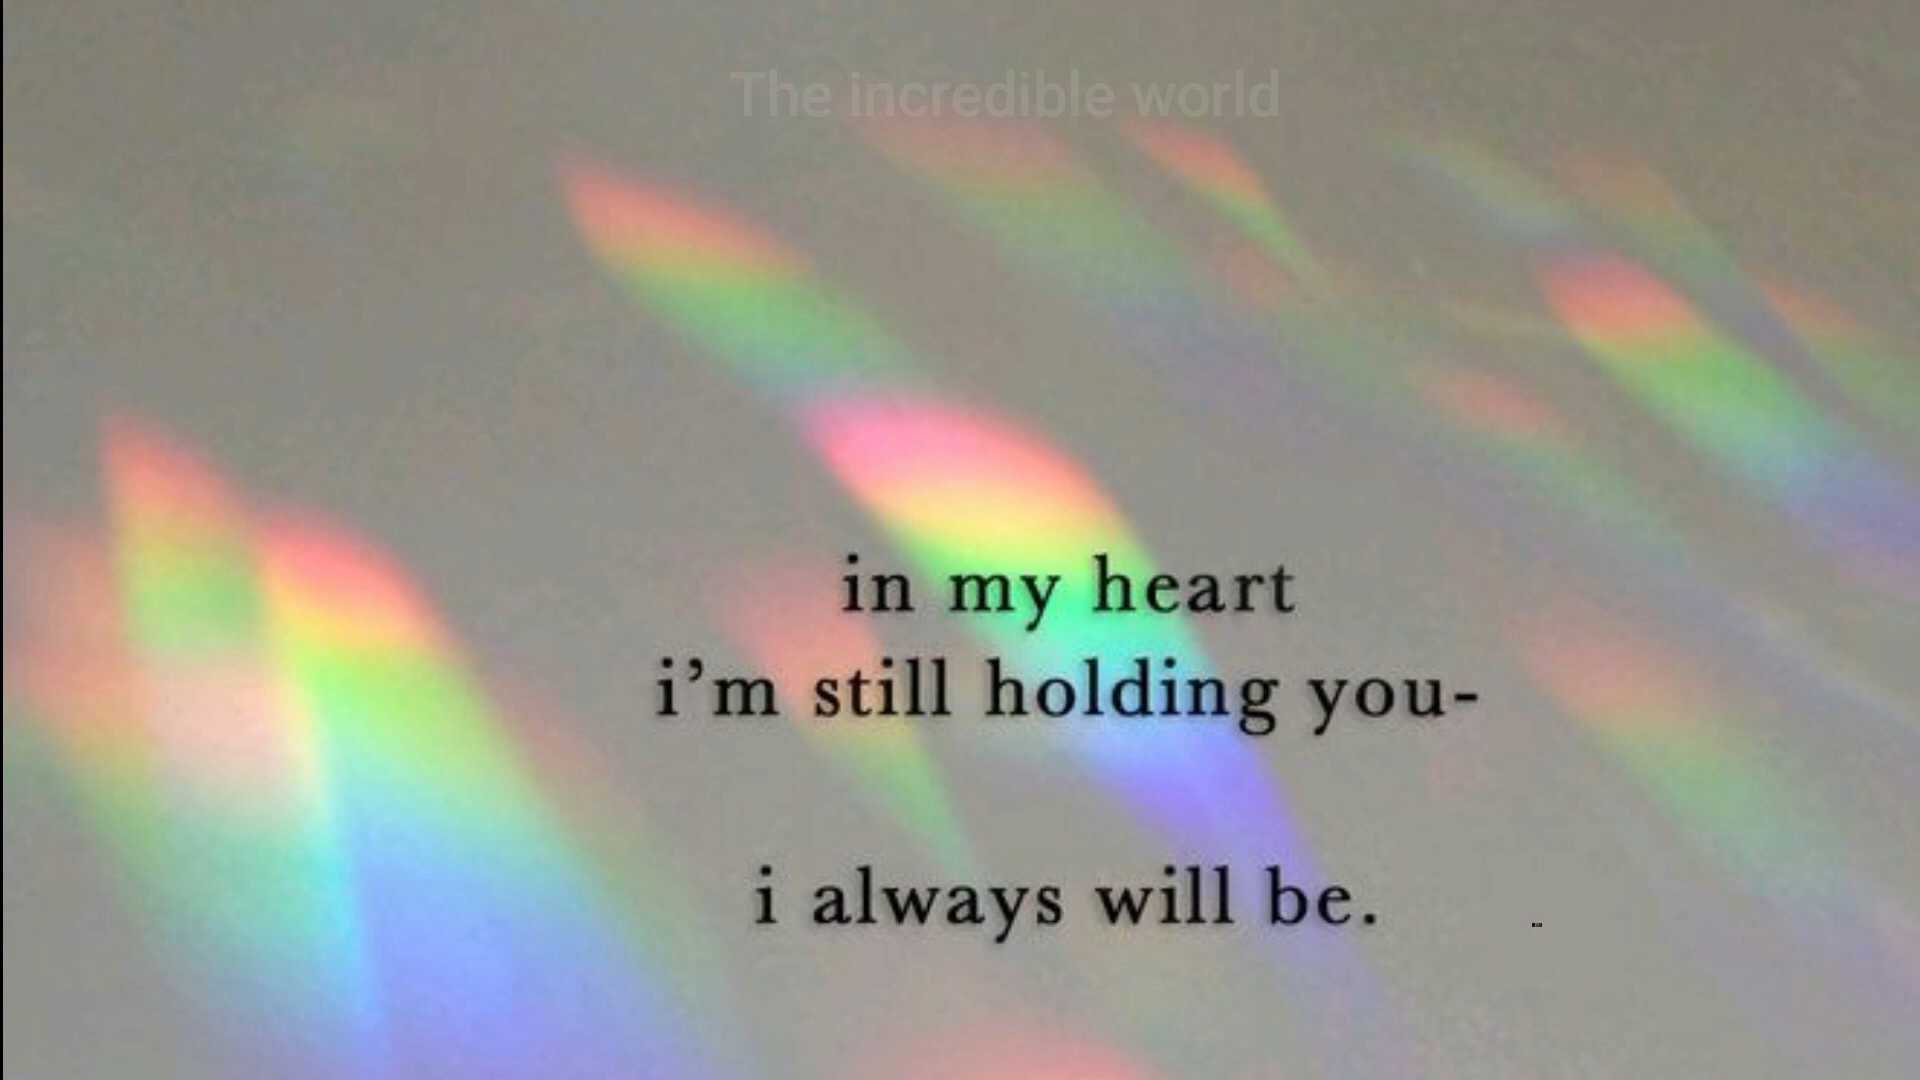 The incredible world
in my heart
i’m still holding you-
i always will be.